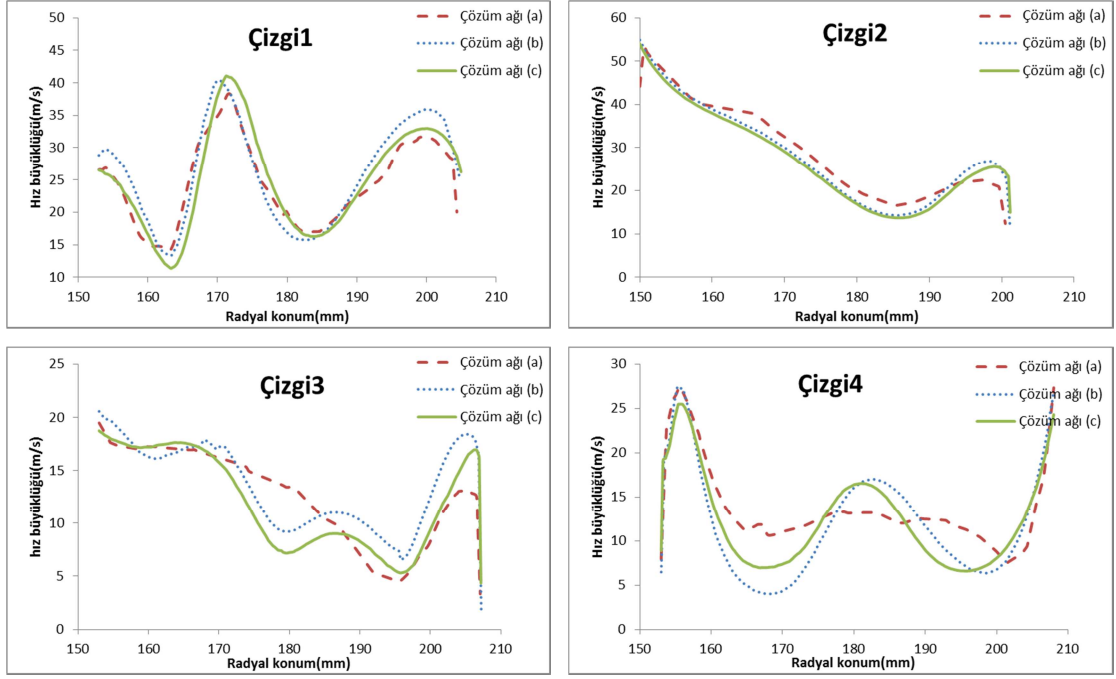 Çizgi1
Çözüm ağı (a)
Çözüm ağı (b)
Çözüm ağı (c)
Hız büyüklüğü(m/s)
50
45
40
35
30
25
20
15
10
150 160 170 180 190 200 210
Radyal konum(mm)
Çizgi2
Çözüm ağı (a)
Çözüm ağı (b)
Çözüm ağı (c)
Hız büyüklüğü(m/s)
60
50
40
30
20
10
0
150 160 170 180 190 200 210
Radyal konum(mm)
Çizgi3
Çözüm ağı (a)
Çözüm ağı (b)
Çözüm ağı (c)
hız büyüklüğü(m/s)
25
20
15
10
5
0
150 160 170 180 190 200 210
Radyal konum(mm)
Çizgi4
Çözüm ağı (a)
Çözüm ağı (b)
Çözüm ağı (c)
Hız büyüklüğü(m/s)
30
25
20
15
10
5
0
150 160 170 180 190 200 210
Radyal konum(mm)